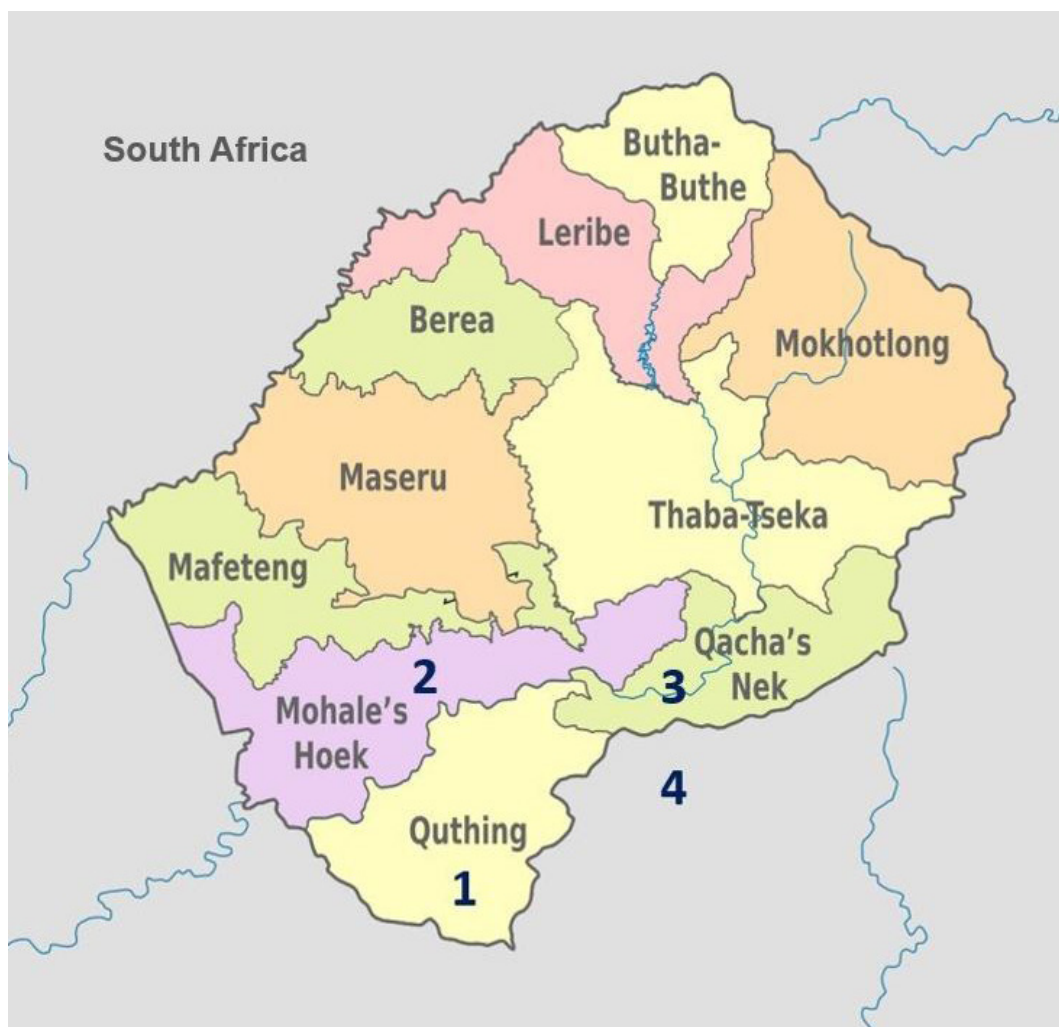 South Africa
Butha-
Buthe
Leribe
Berea
Mokhotlong
Maseru
Thaba-Tseka
Mafeteng
Qacha's
Nek
2
3
Mohale's
Hoek
4
Quthing
1